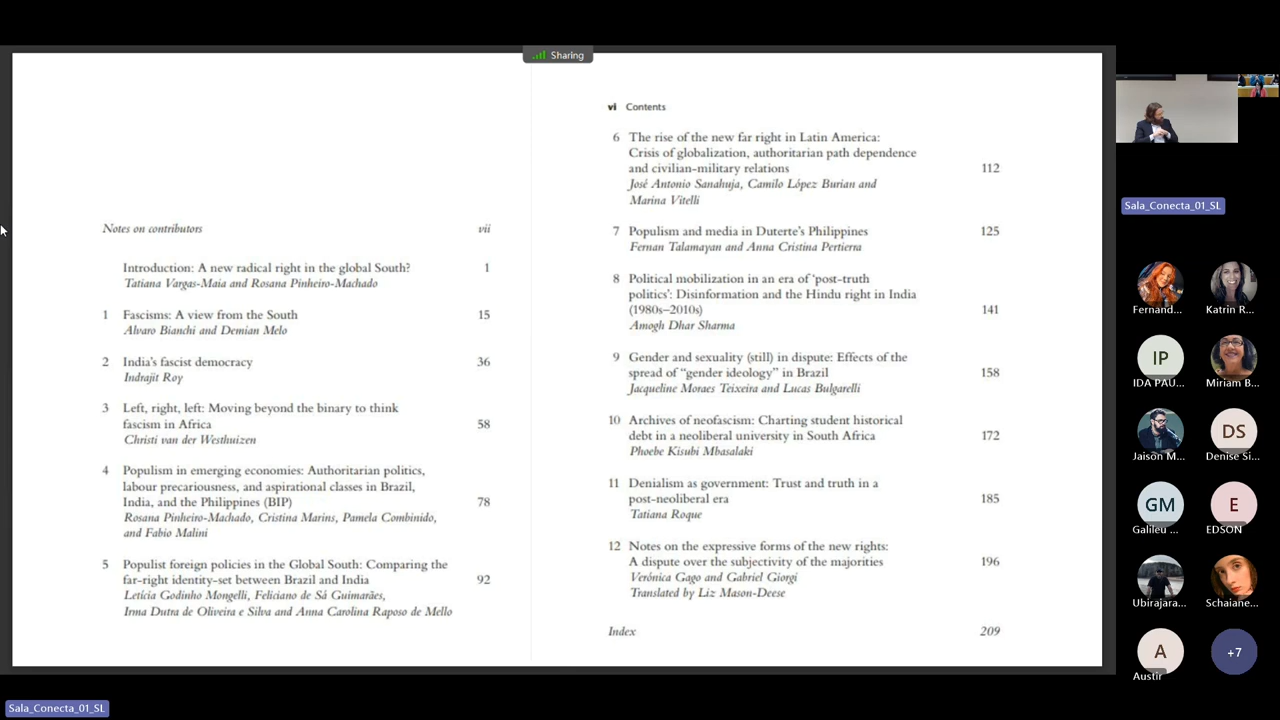 Sharing
Notes on contributors vii
Introduction: A new radical right in the global South? 1
Tatiana Vargas-Maia and Rosana Pinheiro-Machado
1 Fascisms: A view from the South 15
Alvaro Bianchi and Demian Melo
2 India's fascist democracy 36
Indrajit Roy
3 Left, right, left: Moving beyond the binary to think
fascism in Africa 58
Christi van der Westhuizen
4 Populism in emerging economies: Authoritarian politics,
labour precariousness, and aspirational classes in Brazil,
India, and the Philippines (BIP) 78
Rosana Pinheiro-Machado, Cristina Marins, Pamela Combinido,
and Fabio Malini
5 Populist foreign policies in the Global South: Comparing the
far-right identity-set between Brazil and India 92
Letícia Godinho Mongelli, Feliciano de Sá Guimarães,
Irma Dutra de Oliveira e Silva and Anna Carolina Raposo de Mello
vi Contents
6 The rise of the new far right in Latin America:
Crisis of globalization, authoritarian path dependence
and civilian-military relations 112
José Antonio Sanahuja, Camilo López Burian and
Marina Vitelli
7 Populism and media in Duterte's Philippines 125
Fernan Talamayan and Anna Cristina Pertierra
8 Political mobilization in an era of 'post-truth
politics': Disinformation and the Hindu right in India
(1980s–2010s) 141
Amogh Dhar Sharma
9 Gender and sexuality (still) in dispute: Effects of the
spread of "gender ideology" in Brazil 158
Jacqueline Moraes Teixeira and Lucas Bulgarelli
10 Archives of neofascism: Charting student historical
debt in a neoliberal university in South Africa 172
Phoebe Kisubi Mbasalaki
11 Denialism as government: Trust and truth in a
post-neoliberal era 185
Tatiana Roque
12 Notes on the expressive forms of the new rights:
A dispute over the subjectivity of the majorities 196
Verónica Gago and Gabriel Giorgi
Translated by Liz Mason-Deese
Index 209
Sala_Conecta_01_SL
Fernand... Katrin R...
IP
IDA PAU... Miriam B...
DS
Jaison M... Denise Si...
GM E
Galileu ... EDSON
Ubirajara... Schaiane...
A +7
Austir
Sala_Conecta_01_SL